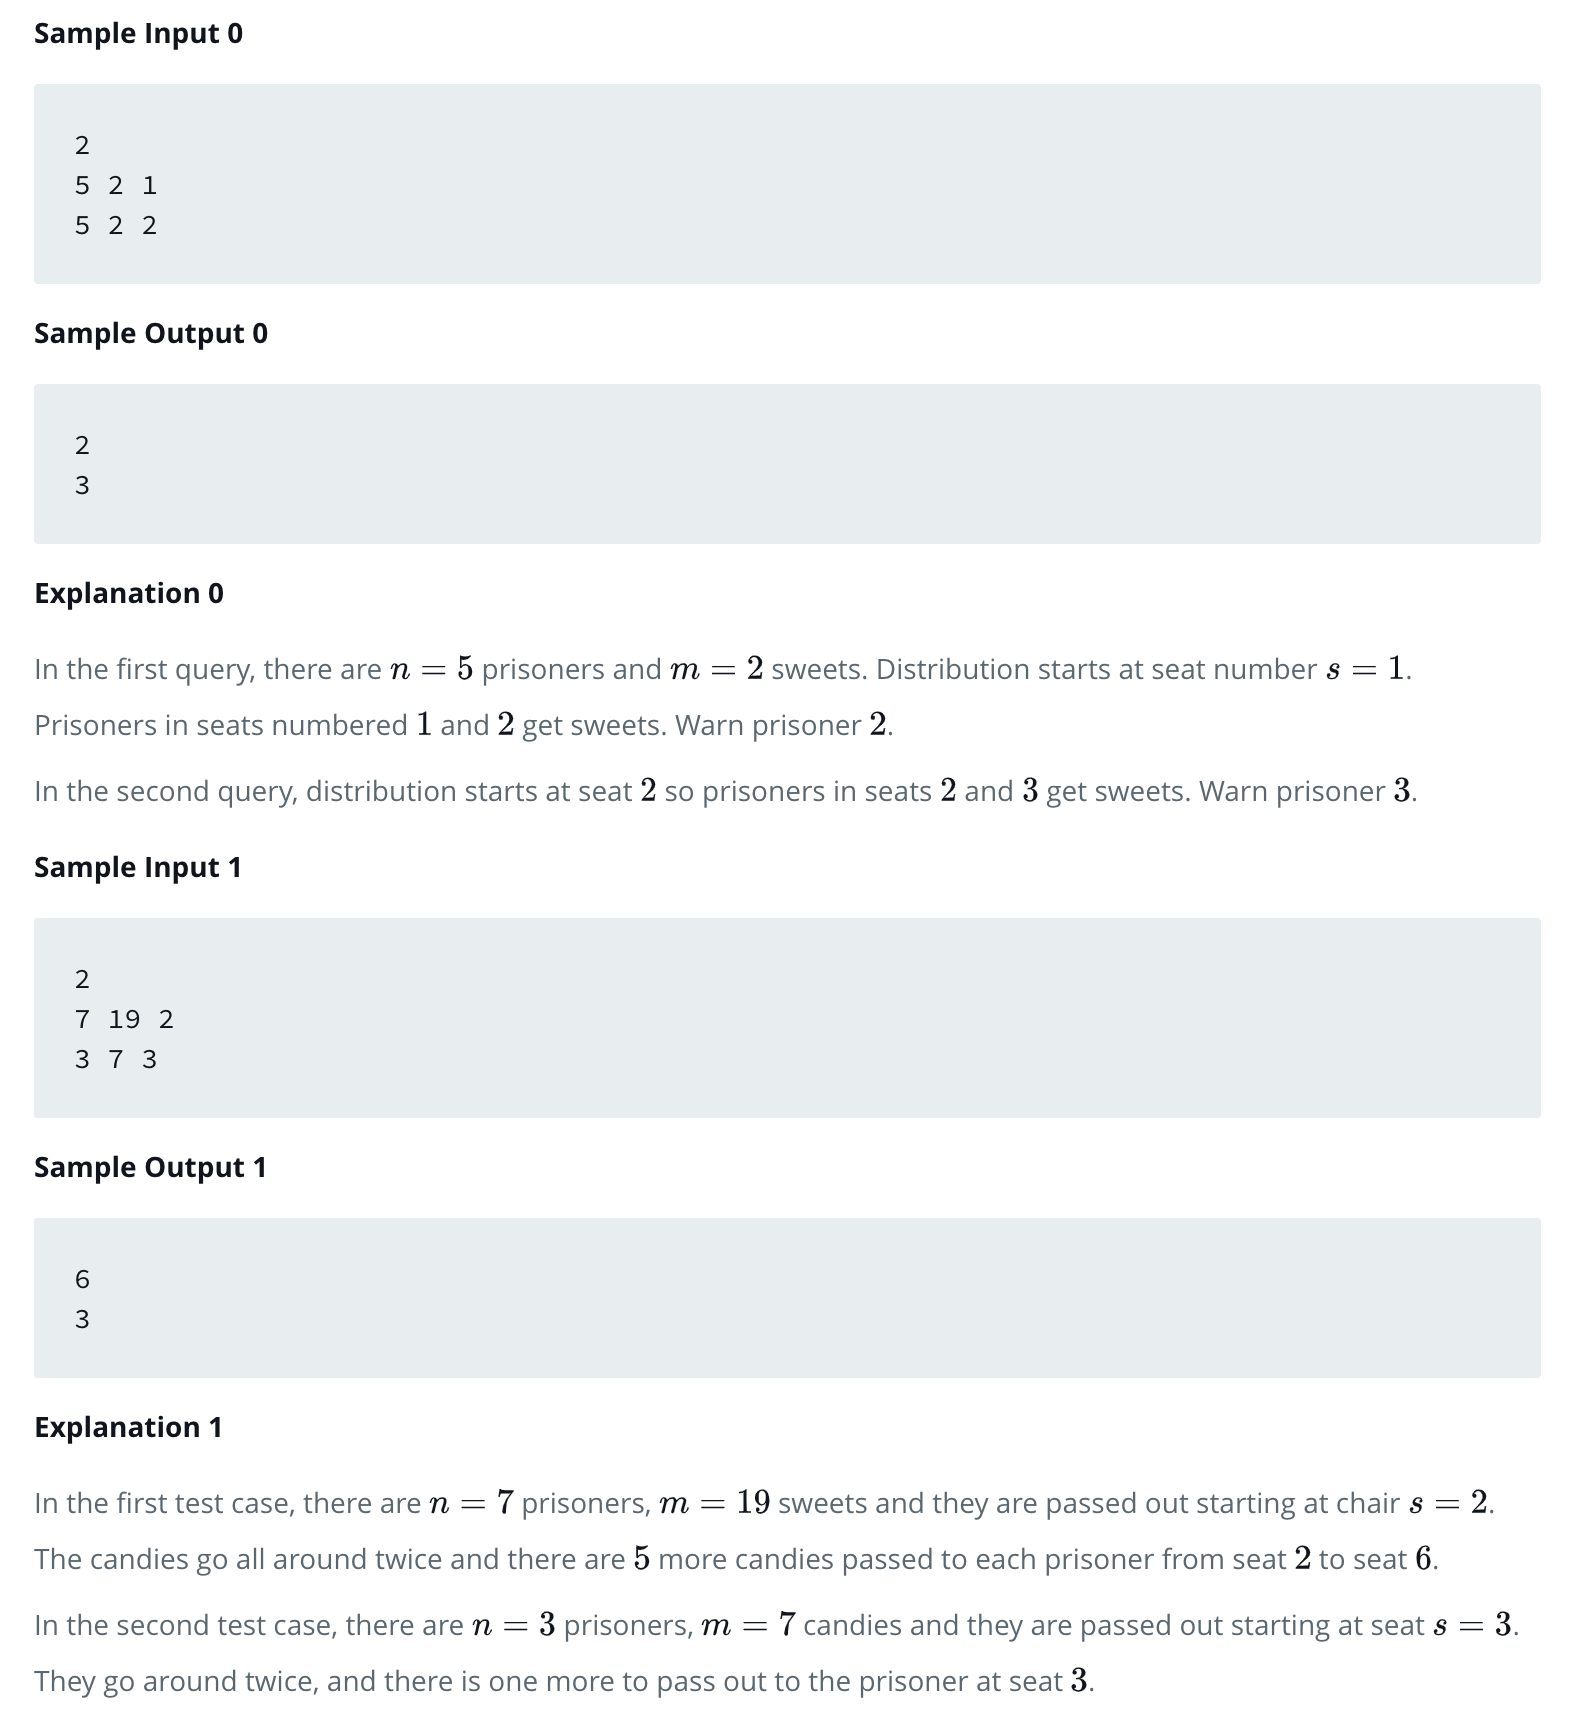 Sample Input 0
2
5 2 1
5 2 2
Sample Output 0
2
3
Explanation 0
In the first query, there are n = 5 prisoners and m = 2 sweets. Distribution starts at seat number s = 1.
Prisoners in seats numbered 1 and 2 get sweets. Warn prisoner 2.
In the second query, distribution starts at seat 2 so prisoners in seats 2 and 3 get sweets. Warn prisoner 3.
Sample Input 1
2
7 19 2
3 7 3
Sample Output 1
6
3
Explanation 1
In the first test case, there are n = 7 prisoners, m = 19 sweets and they are passed out starting at chair s = 2.
The candies go all around twice and there are 5 more candies passed to each prisoner from seat 2 to seat 6.
In the second test case, there are n = 3 prisoners, m = 7 candies and they are passed out starting at seat s = 3.
They go around twice, and there is one more to pass out to the prisoner at seat 3.